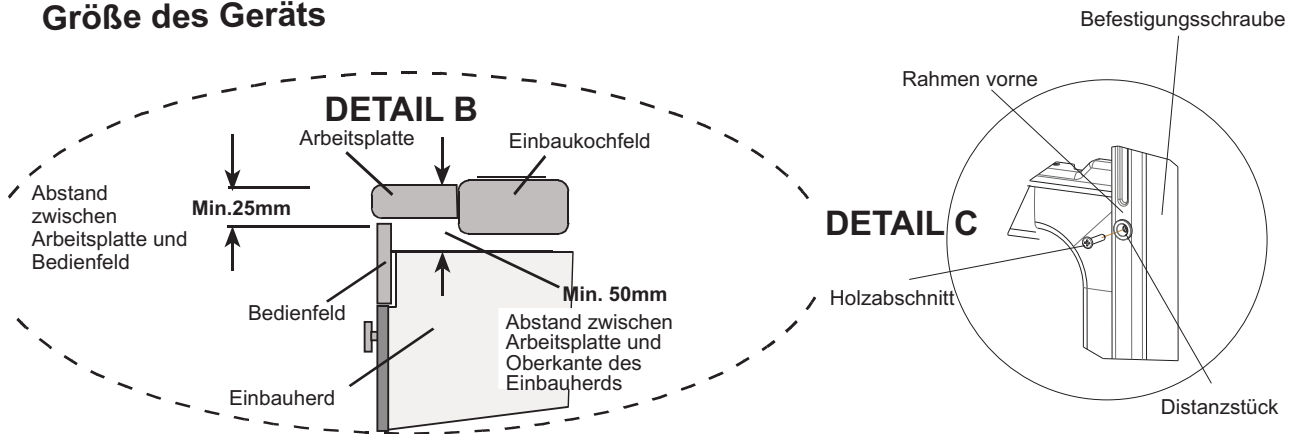 Größe des Geräts
DETAIL B
Arbeitsplatte
Einbaukochfeld
Abstand
zwischen
Arbeitsplatte und
Bedienfeld
Min.25mm
Bedienfeld
Min. 50mm
Abstand zwischen
Arbeitsplatte und
Oberkante des
Einbauherds
Einbauherd
Befestigungsschraube
Rahmen vorne
DETAIL C
Holzabschnitt
Distanzstück